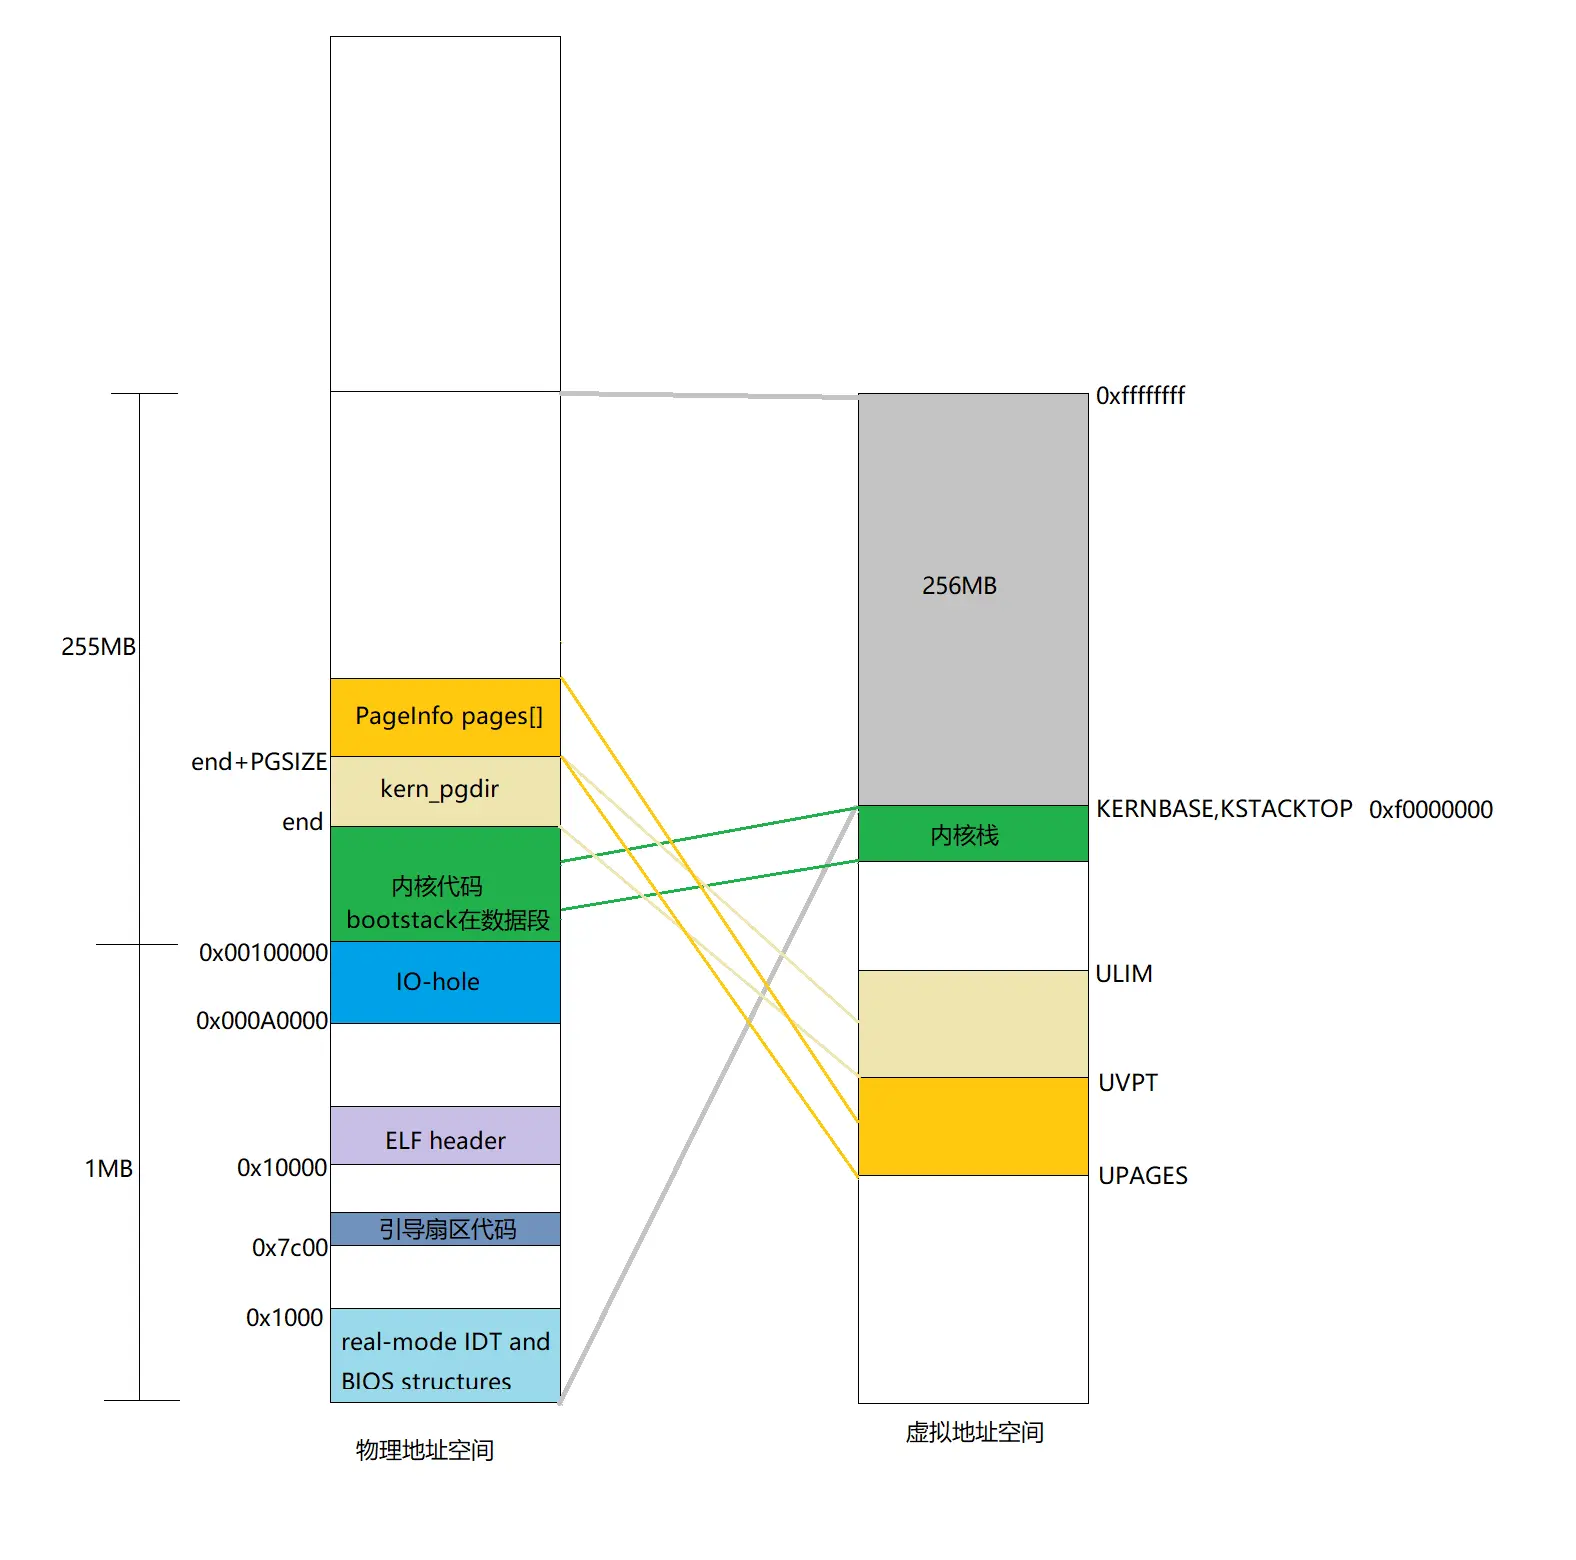 0xffffffff
256MB
255MB
PageInfo pages[]
end+PGSIZE
kern_pgdir
KERNBASE,KSTACKTOP 0xf0000000
end
内核栈
内核代码
bootstack在数据段
0x00100000
IO-hole
ULIM
0x000A0000
UVPT
ELF header
0x10000
1MB
UPAGES
引导扇区代码
0x7c00
0x1000
real-mode IDT and
BIOS structures
物理地址空间
虚拟地址空间